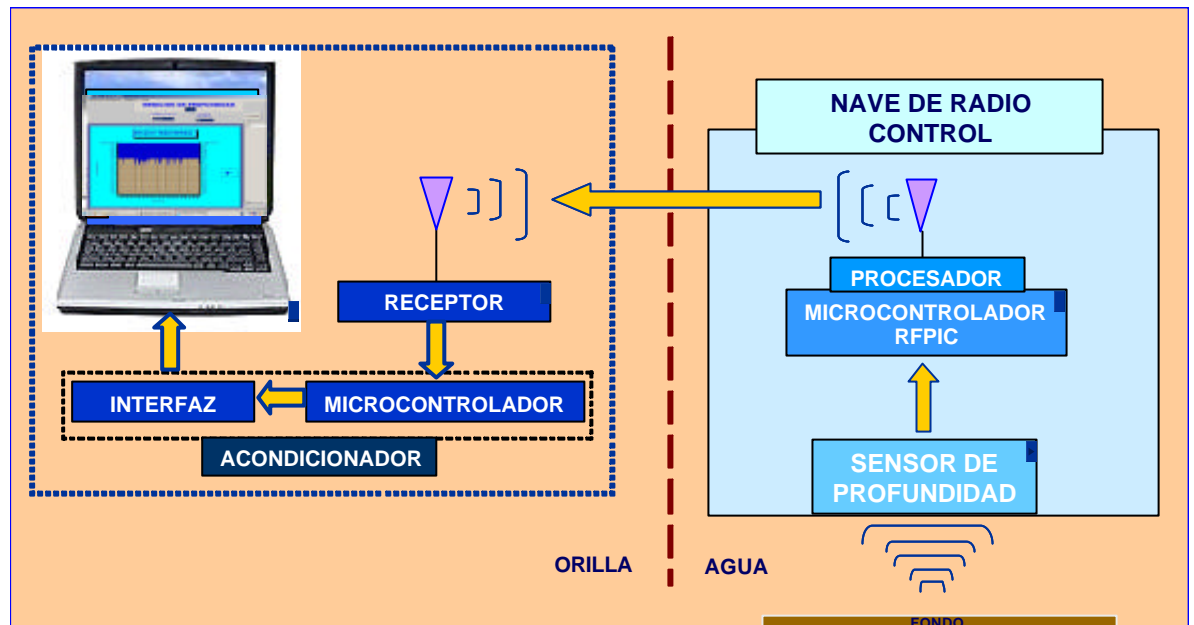 NAVE DE RADIO
CONTROL
PROCESADOR
RECEPTOR
MICROCONTROLADOR
RFPIC
INTERFAZ
MICROCONTROLADOR
ACONDICIONADOR
SENSOR DE
PROFUNDIDAD
ORILLA
AGUA
FONDO